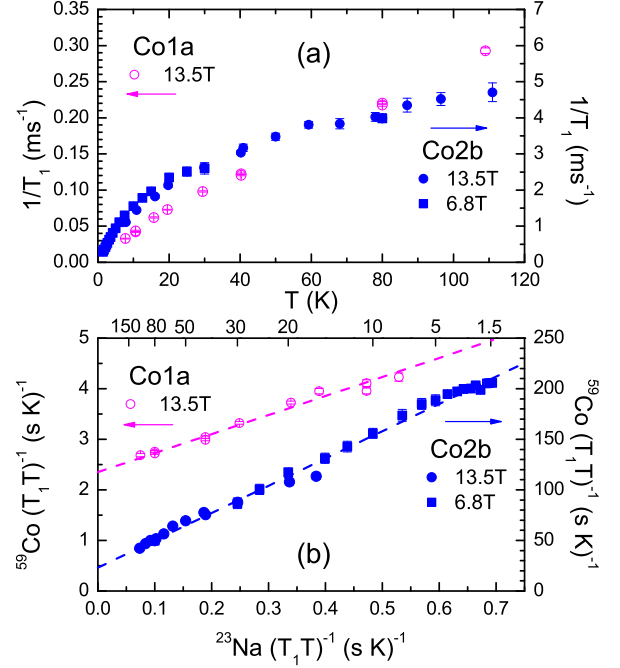 0.35
0.30
0.25
0.20
0.15
0.10
0.05
0.00
1/T₁ (ms⁻¹)
Co1a
13.5T
(a)
Co2b
13.5T
6.8T
7
6
5
4
3
2
1
0
1/T₁ (ms⁻¹)
0 20 40 60 80 100 120
T (K)
150 80 50 30 20 10 5 1.5
5
4
3
2
1
0
⁵⁹Co (T₁T)⁻¹ (s K)⁻¹
Co1a
13.5T
Co2b
13.5T
6.8T
(b)
250
200
150
100
50
0
⁵⁹Co (T₁T)⁻¹ (s K)⁻¹
0.0 0.1 0.2 0.3 0.4 0.5 0.6 0.7
²³Na (T₁T)⁻¹ (s K)⁻¹